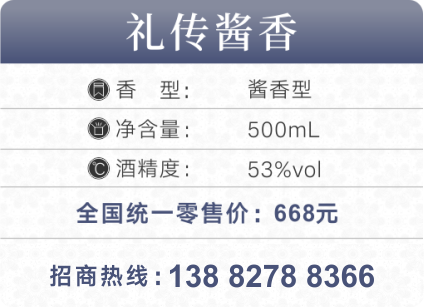 礼传酱香
香 型： 酱香型
净含量： 500mL
酒精度： 53%vol
全国统一零售价：668元
招商热线：138 8278 8366